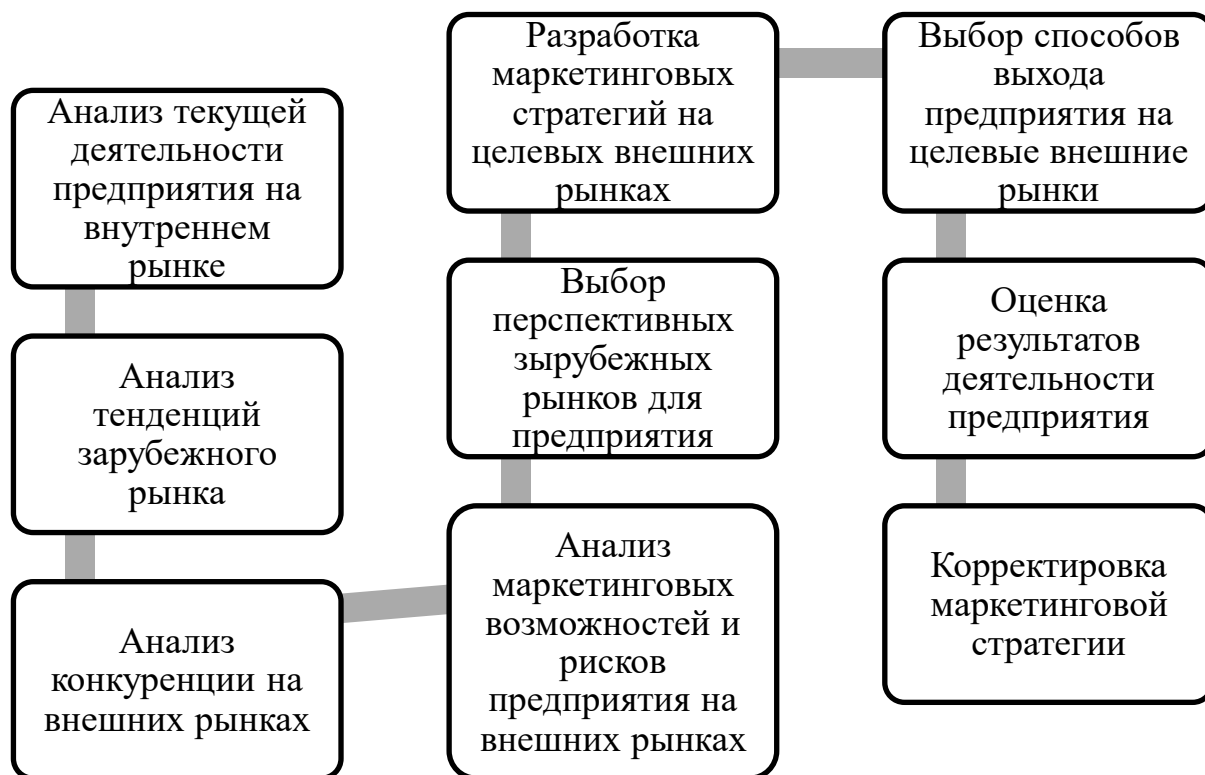 Анализ текущей
деятельности
предприятия на
внутреннем
рынке
Анализ
тенденций
зарубежного
рынка
Анализ
конкуренции на
внешних рынках
Анализ
маркетинговых
возможностей и
рисков
предприятия на
внешних рынках
Выбор
перспективных
зырубежных
рынков для
предприятия
Разработка
маркетинговых
стратегий на
целевых внешних
рынках
Выбор способов
выхода
предприятия на
целевые внешние
рынки
Оценка
результатов
деятельности
предприятия
Корректировка
маркетинговой
стратегии